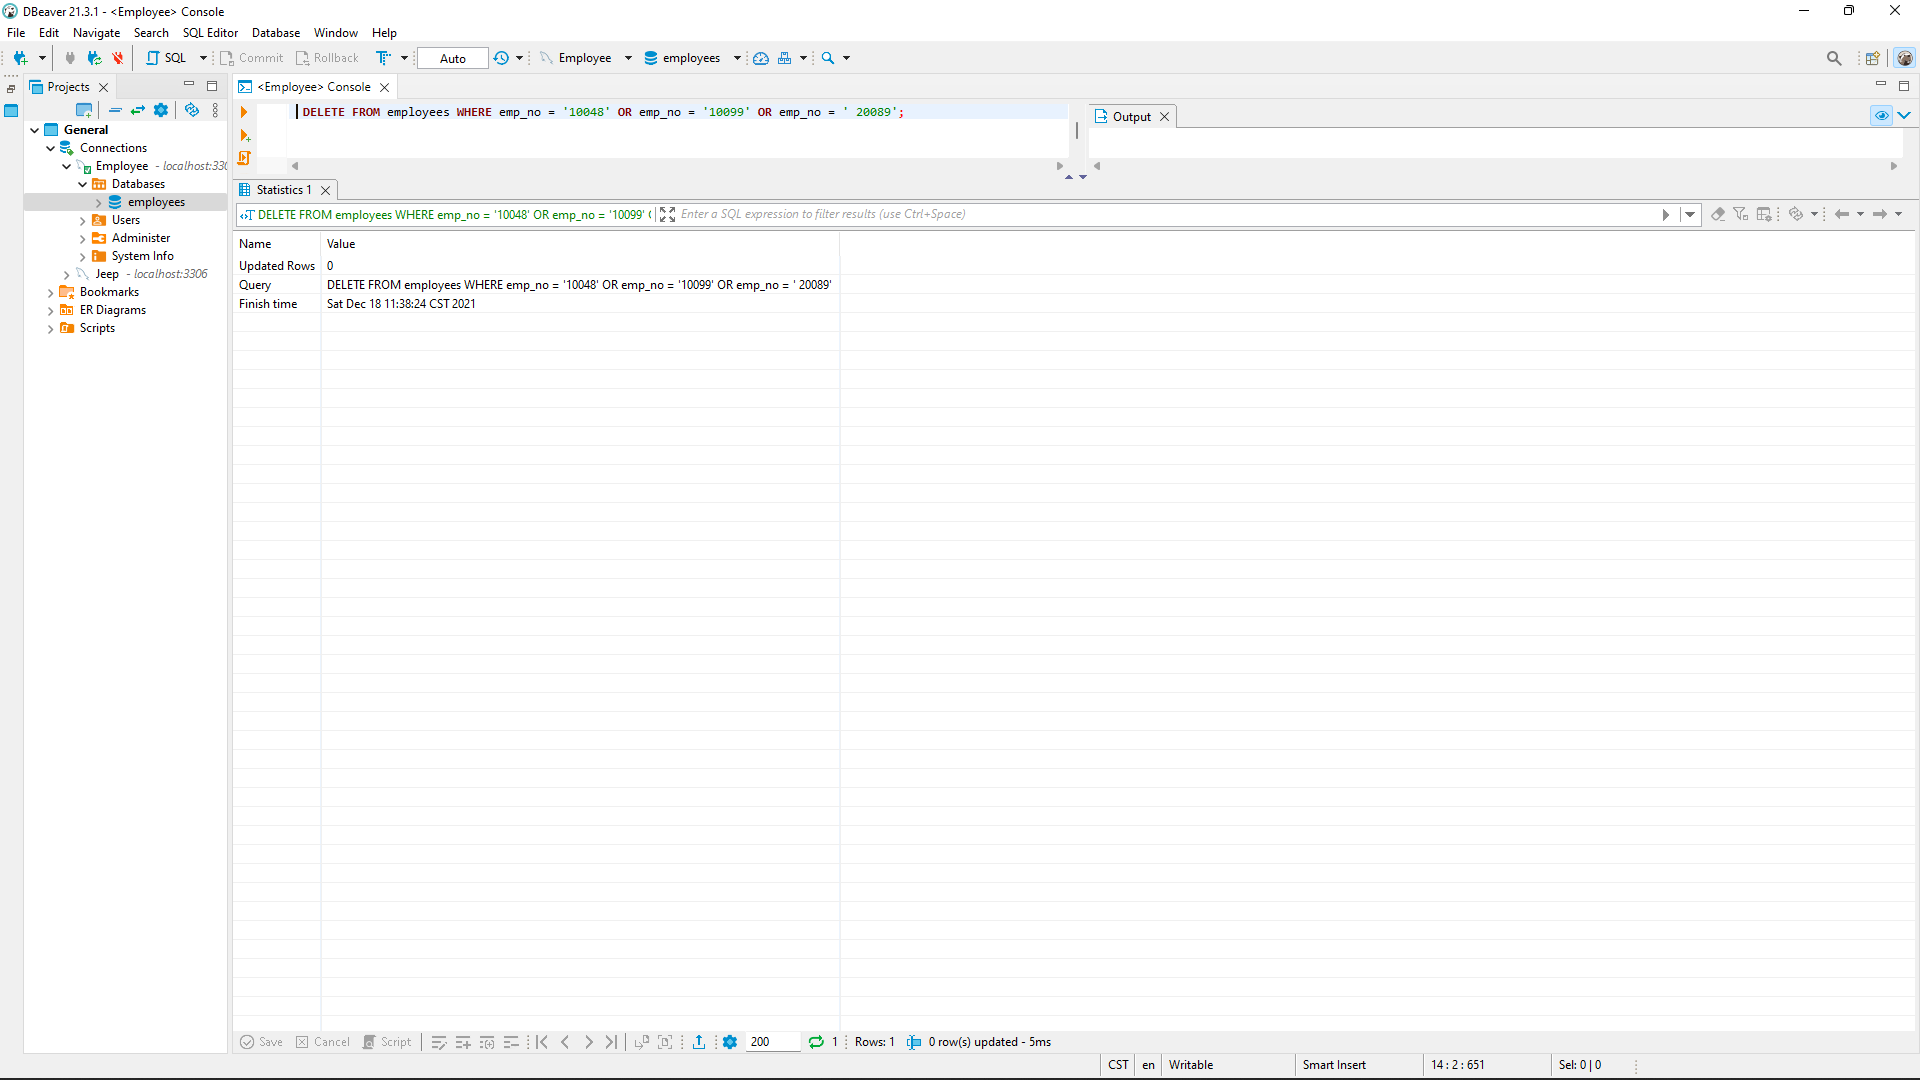 DBeaver 21.3.1 - <Employee> Console
File Edit Navigate Search SQL Editor Database Window Help
SQL Commit Rollback Auto Employee employees
Projects
<Employee> Console
General
Connections
Employee - localhost:330
Databases
employees
Users
Administer
System Info
Jeep - localhost:3306
Bookmarks
ER Diagrams
Scripts
DELETE FROM employees WHERE emp_no = '10048' OR emp_no = '10099' OR emp_no = ' 20089';
Output
Statistics 1
DELETE FROM employees WHERE emp_no = '10048' OR emp_no = '10099' ( Enter a SQL expression to filter results (use Ctrl+Space)
Name Value
Updated Rows 0
Query DELETE FROM employees WHERE emp_no = '10048' OR emp_no = '10099' OR emp_no = ' 20089'
Finish time Sat Dec 18 11:38:24 CST 2021
Save Cancel Script 200 1 Rows: 1 0 row(s) updated - 5ms
CST en Writable Smart Insert 14 : 2 : 651 Sel: 0 | 0